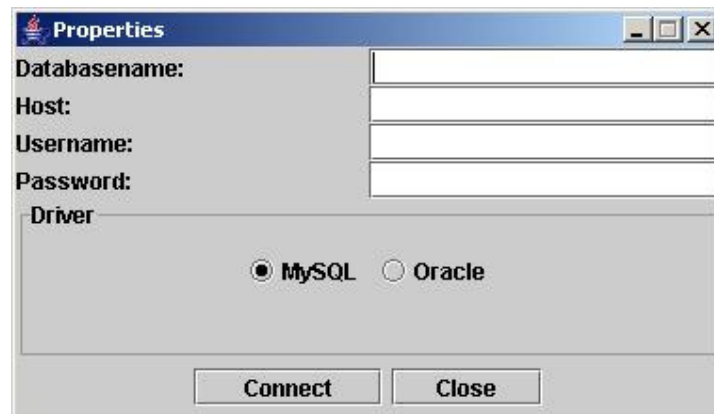 Properties
Databasename:
Host:
Username:
Password:
Driver
MySQL Oracle
Connect Close